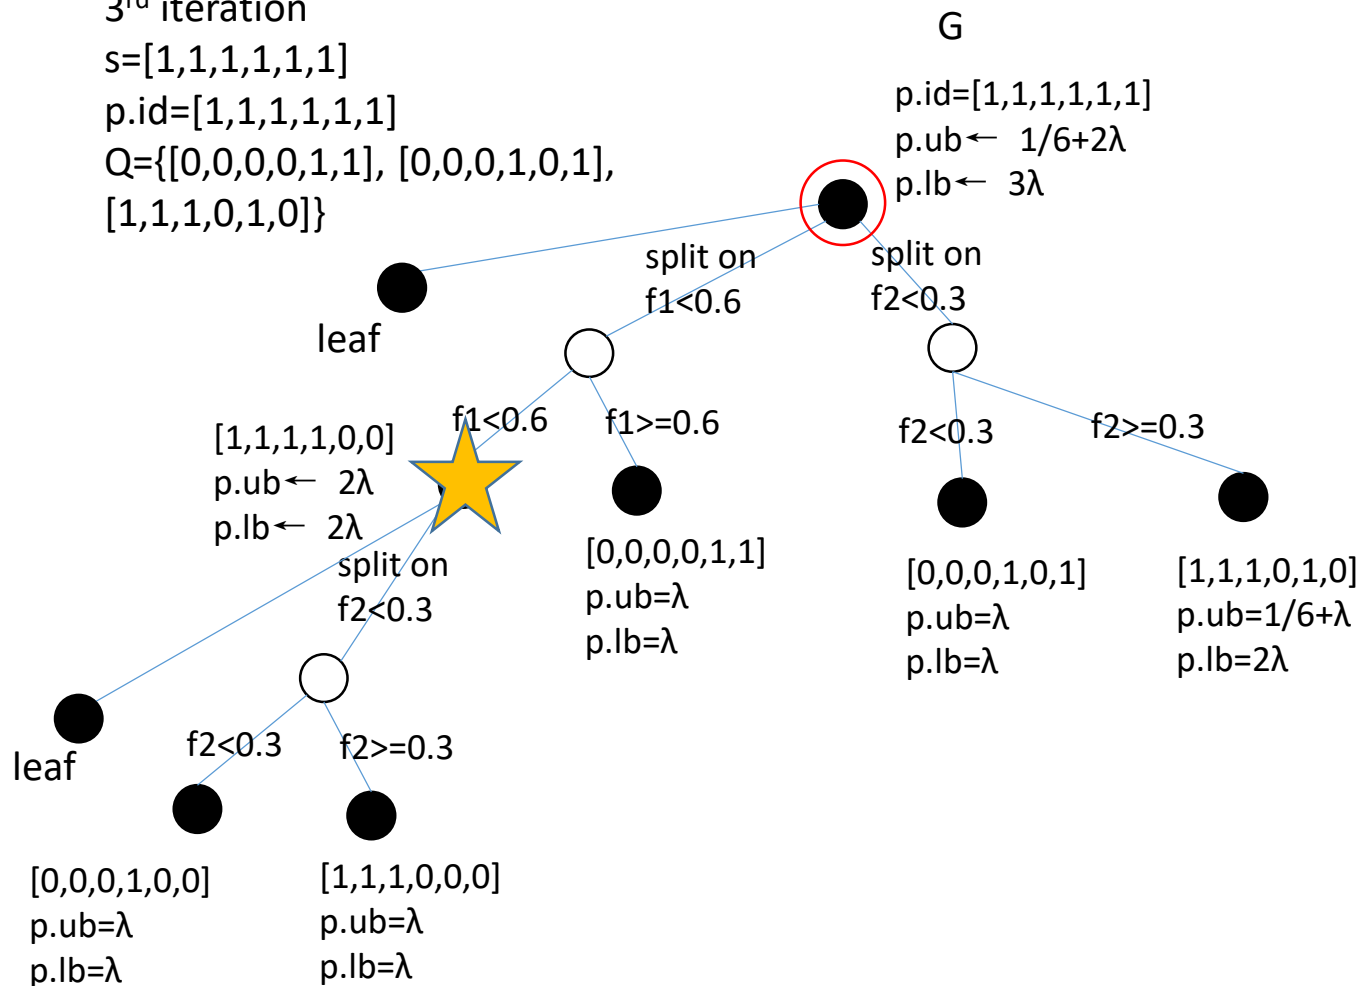 3rd iteration
s=[1,1,1,1,1,1]
p.id=[1,1,1,1,1,1]
Q={[0,0,0,0,1,1], [0,0,0,1,0,1],
[1,1,1,0,1,0]}
G
p.id=[1,1,1,1,1,1]
p.ub← 1/6+2λ
p.lb← 3λ
leaf
split on
f1<0.6
split on
f2<0.3
f1<0.6
f1>=0.6
f2<0.3
f2>=0.3
[1,1,1,1,0,0]
p.ub← 2λ
p.lb← 2λ
split on
f2<0.3
[0,0,0,0,1,1]
p.ub=λ
p.lb=λ
[0,0,0,1,0,1]
p.ub=λ
p.lb=λ
[1,1,1,0,1,0]
p.ub=1/6+λ
p.lb=2λ
leaf
f2<0.3
f2>=0.3
[0,0,0,1,0,0]
p.ub=λ
p.lb=λ
[1,1,1,0,0,0]
p.ub=λ
p.lb=λ